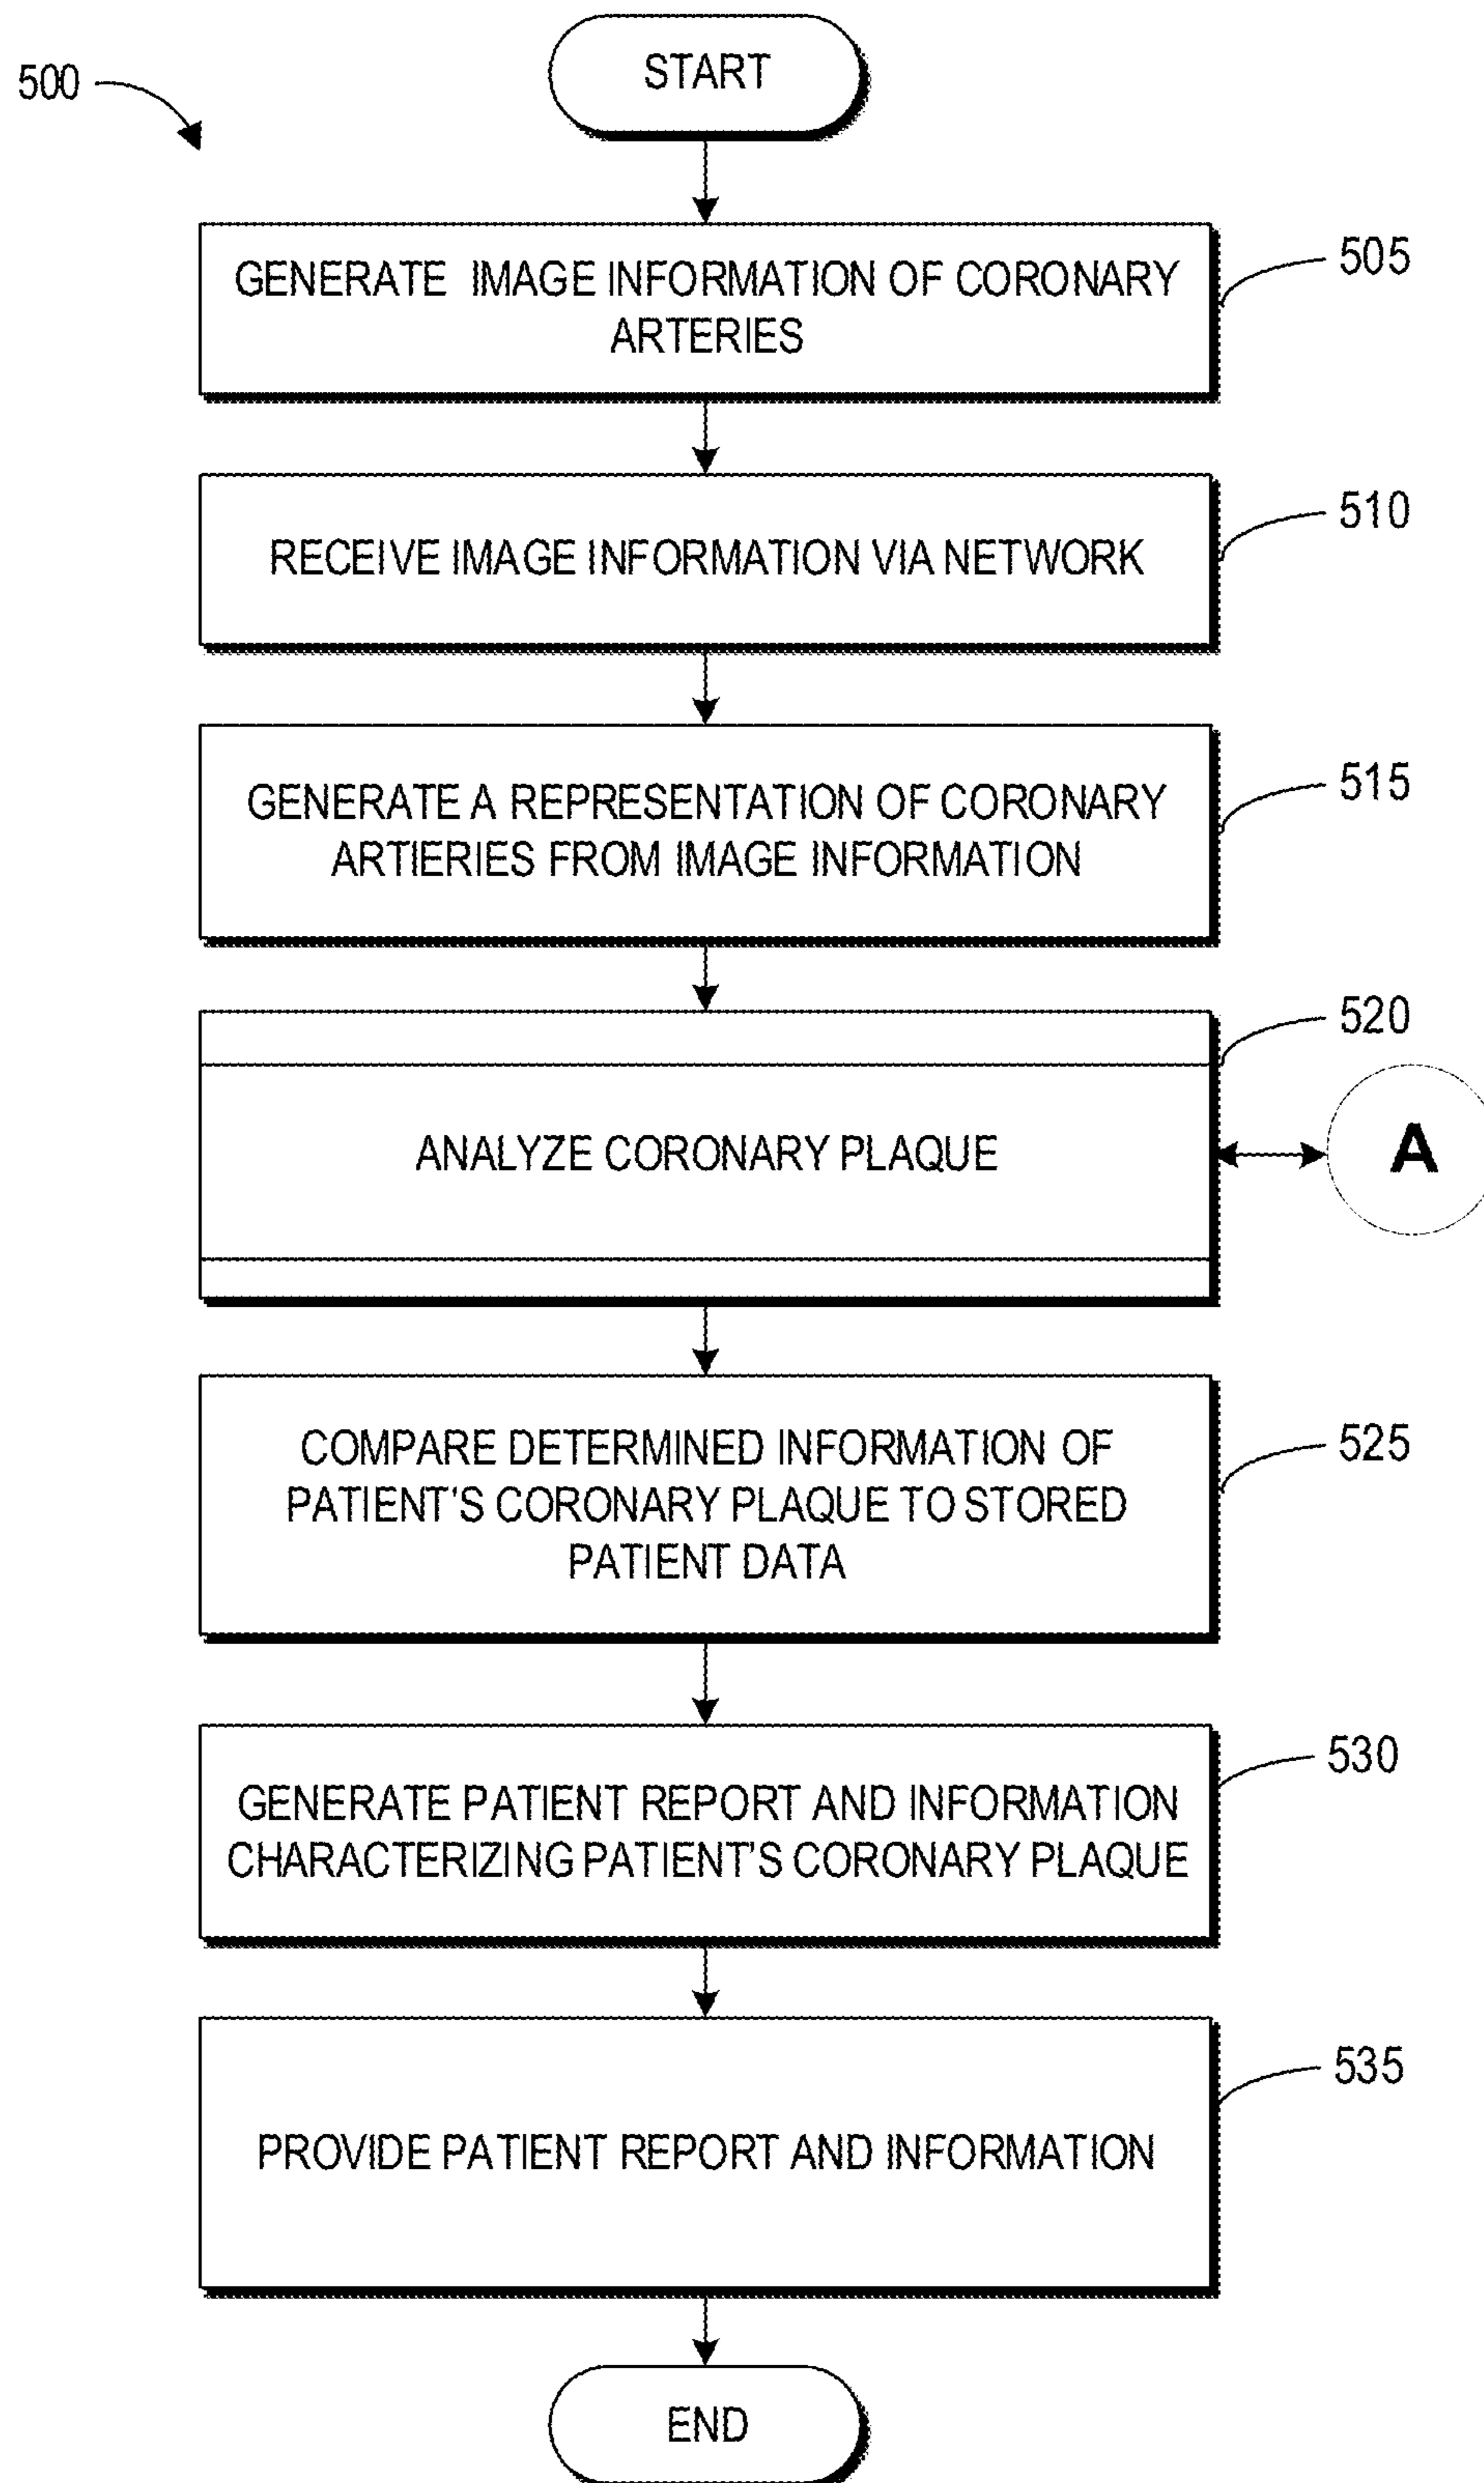 START
500
GENERATE IMAGE INFORMATION OF CORONARY
ARTERIES
505
RECEIVE IMAGE INFORMATION VIA NETWORK
510
GENERATE A REPRESENTATION OF CORONARY
ARTIERIES FROM IMAGE INFORMATION
515
520
ANALYZE CORONARY PLAQUE
A
COMPARE DETERMINED INFORMATION OF
PATIENT'S CORONARY PLAQUE TO STORED
PATIENT DATA
525
GENERATE PATIENT REPORT AND INFORMATION
CHARACTERIZING PATIENT'S CORONARY PLAQUE
530
PROVIDE PATIENT REPORT AND INFORMATION
535
END